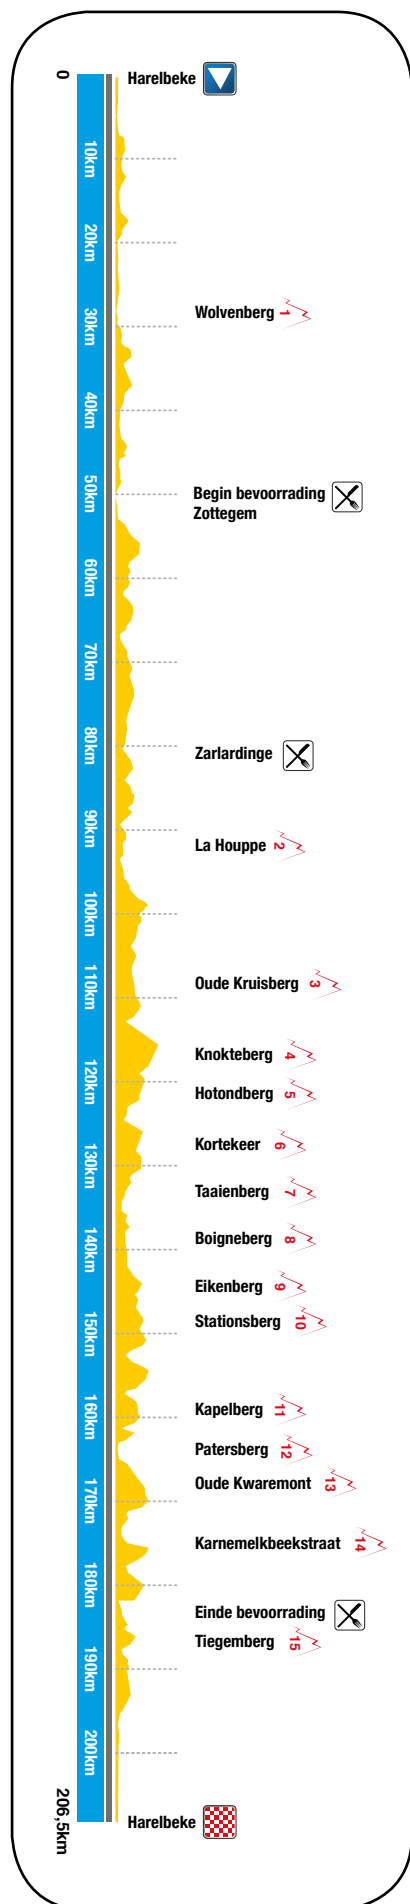 0
Harelbeke
10km
20km
Wolvenberg 1
30km
40km
50km
Begin bevoorrading
Zottegem
60km
70km
80km
Zarlardinge
90km
La Houppe 2
100km
Oude Kruisberg 3
110km
Knokteberg 4
120km
Hotondberg 5
Kortekeer 6
130km
Taaienberg 7
Boigneberg 8
140km
Eikenberg 9
Stationsberg 10
150km
Kapelberg 11
160km
Patersberg 12
Oude Kwaremont 13
170km
Karnemelkbeekstraat 14
180km
Einde bevoorrading
Tiegemberg 15
190km
200km
206,5km
Harelbeke